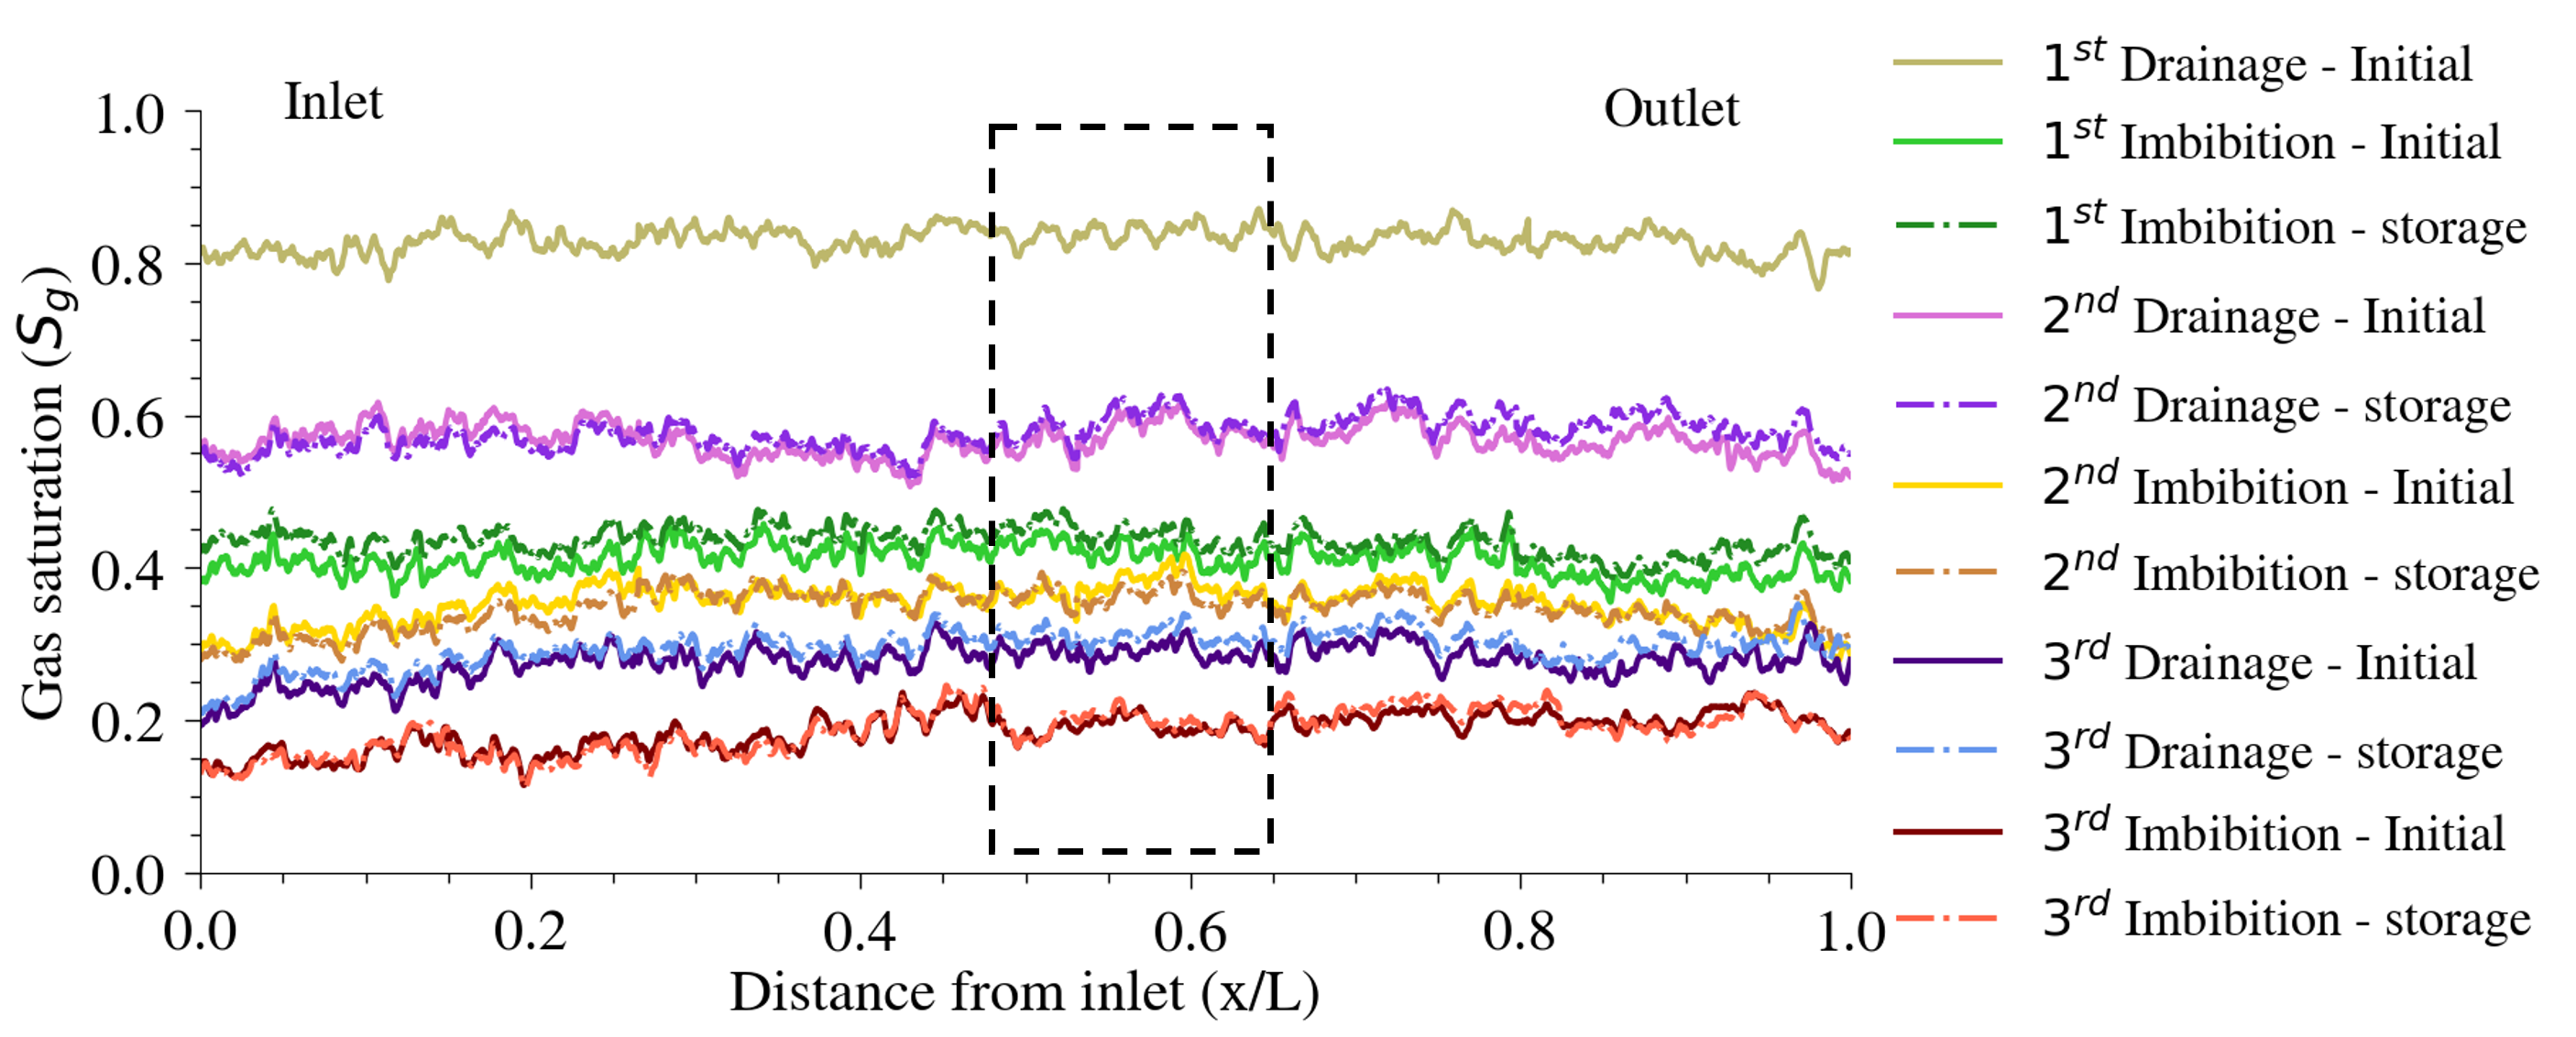 Inlet
Outlet
1.0
0.8
0.6
0.4
0.2
0.0
Gas saturation (Sg)
0.0 0.2 0.4 0.6 0.8 1.0
Distance from inlet (x/L)
1st Drainage - Initial
1st Imbibition - Initial
1st Imbibition - storage
2nd Drainage - Initial
2nd Drainage - storage
2nd Imbibition - Initial
2nd Imbibition - storage
3rd Drainage - Initial
3rd Drainage - storage
3rd Imbibition - Initial
3rd Imbibition - storage